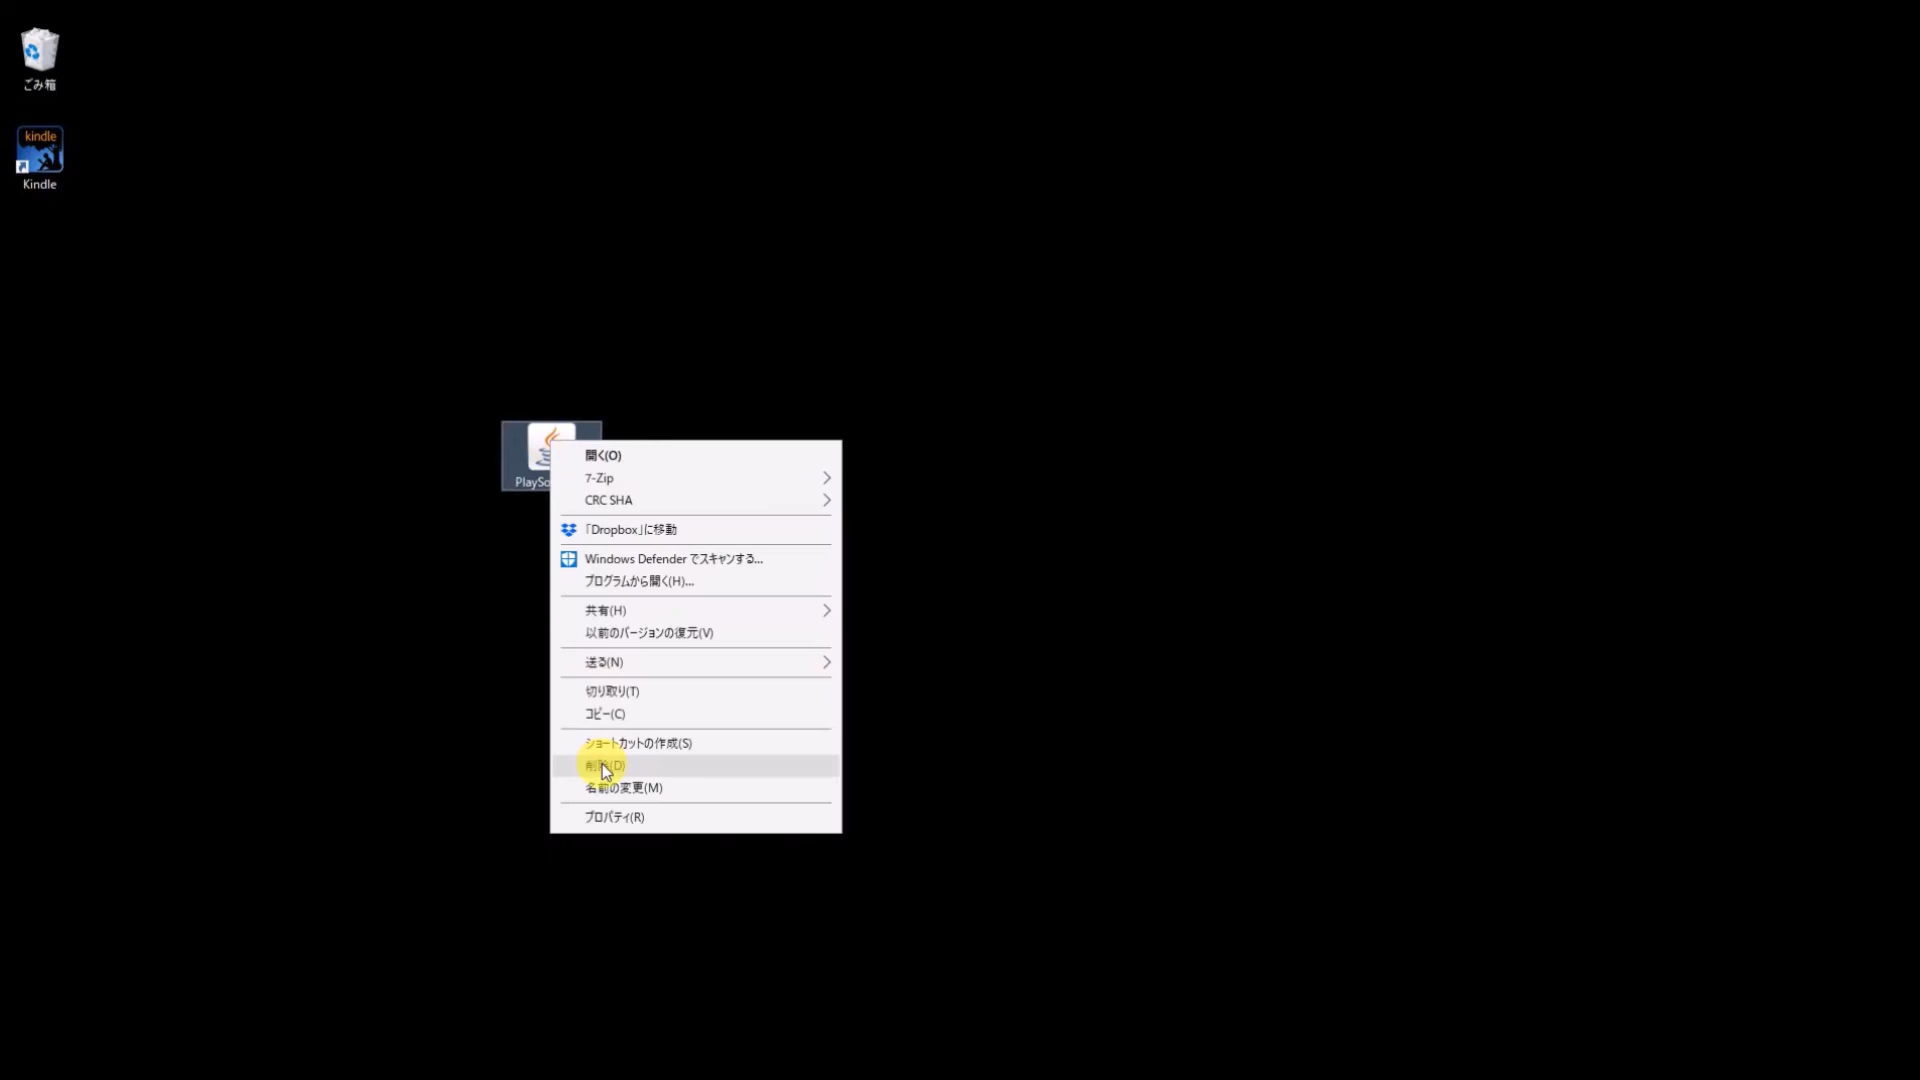 ごみ箱
kindle
Kindle
PlaySo
開く(O)
7-Zip
CRC SHA
「Dropbox」に移動
Windows Defender でスキャンする...
プログラムから開く(H)...
共有(H)
以前のバージョンの復元(V)
送る(N)
切り取り(T)
コピー(C)
ショートカットの作成(S)
削除(D)
名前の変更(M)
プロパティ(R)